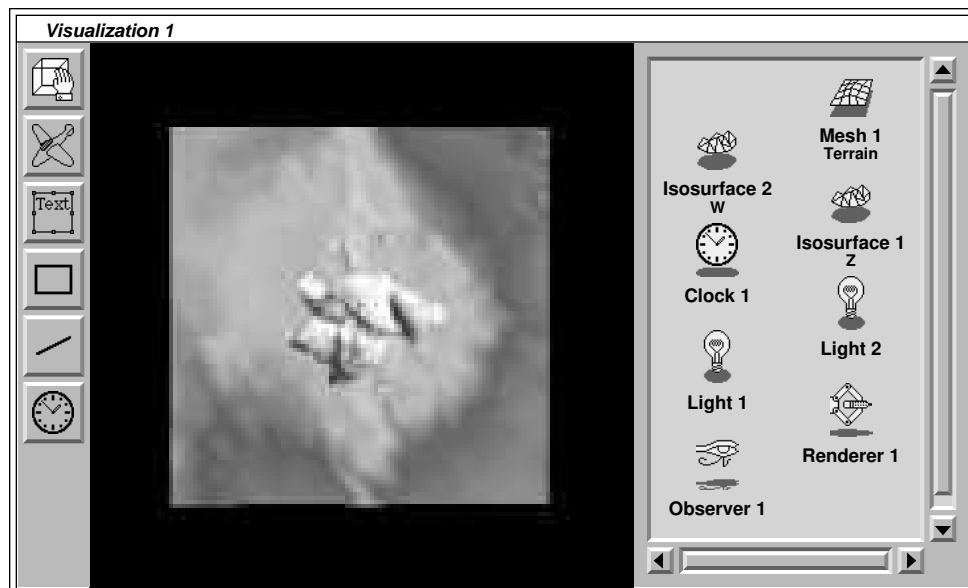 Visualization 1
Text
Mesh 1
Terrain
Isosurface 2
W
Isosurface 1
Z
Clock 1
Light 2
Light 1
Renderer 1
Observer 1